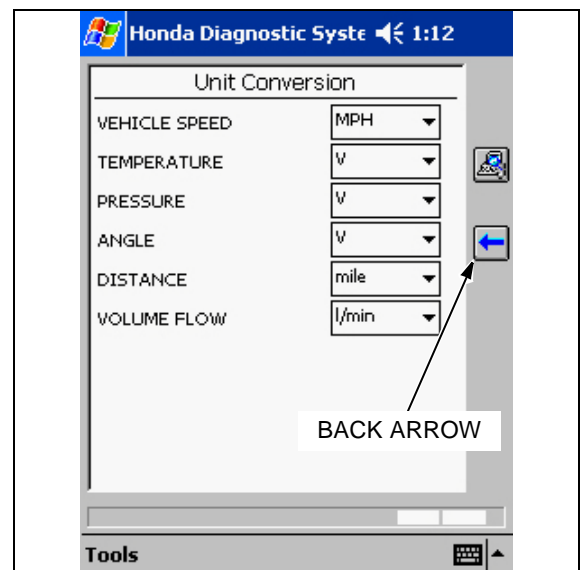 Honda Diagnostic Syste 1:12
Unit Conversion
VEHICLE SPEED MPH
TEMPERATURE V
PRESSURE V
ANGLE V
DISTANCE mile
VOLUME FLOW l/min
BACK ARROW
Tools